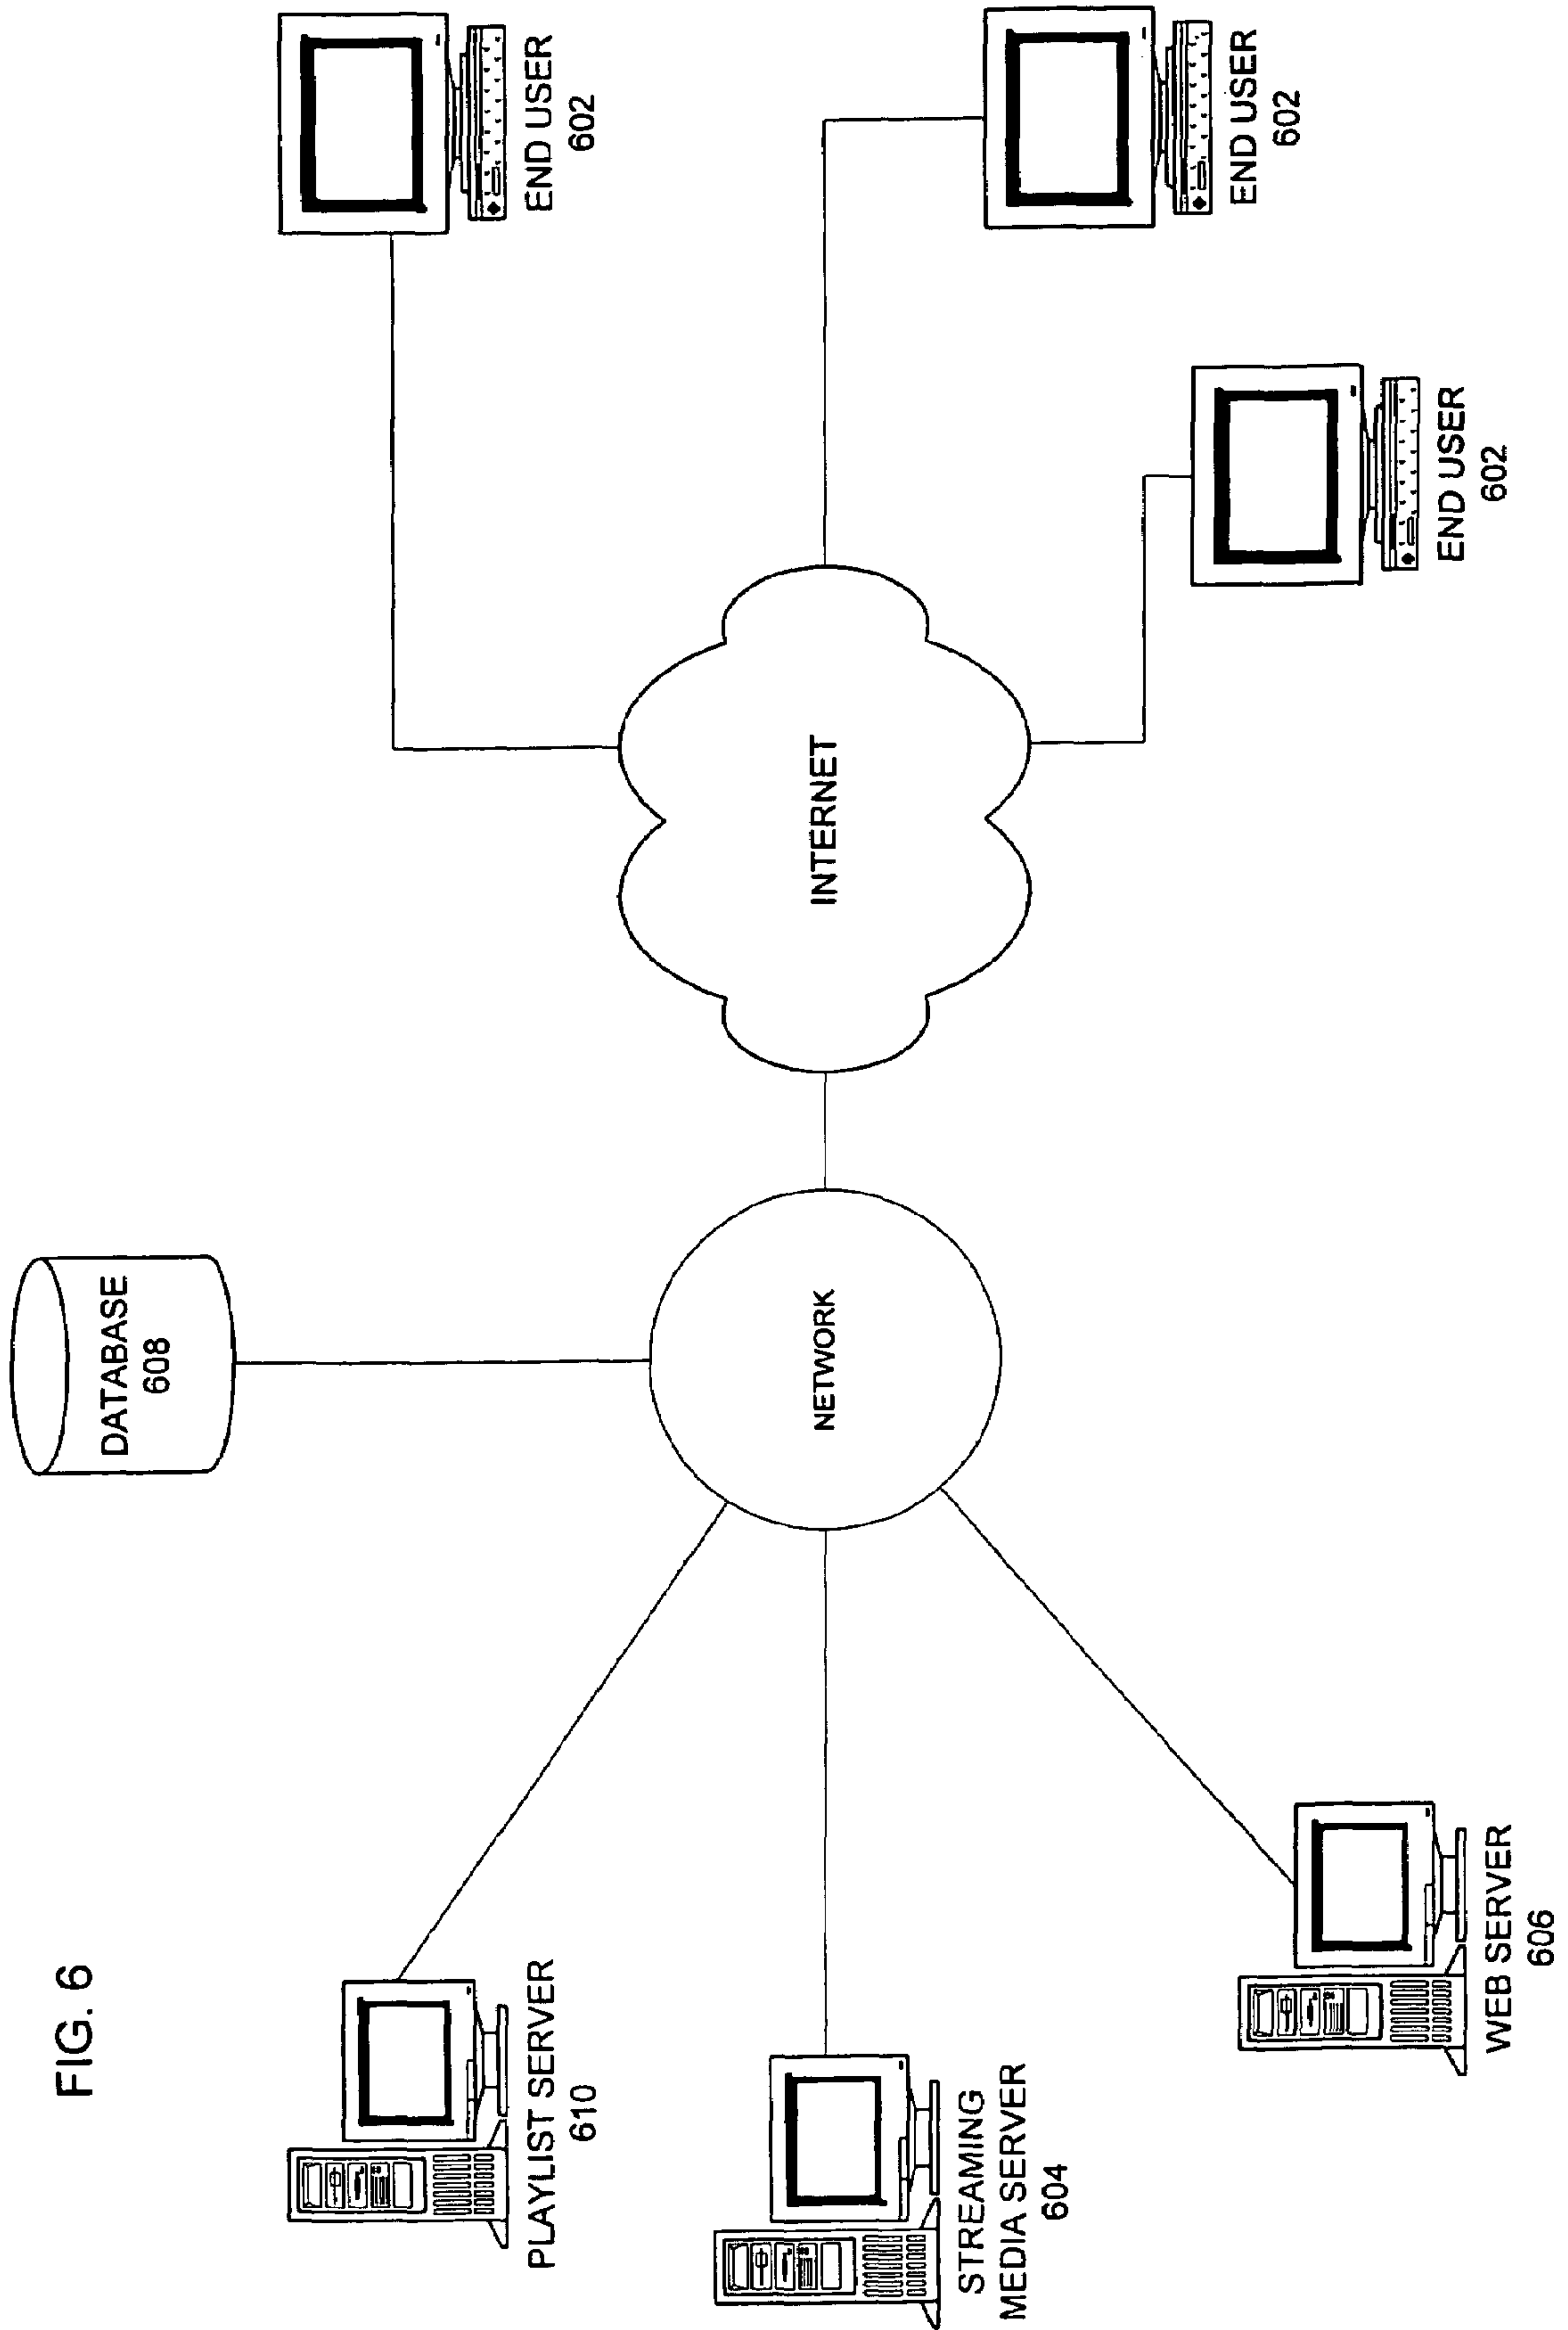 FIG. 6
DATABASE
608
PLAYLIST SERVER
610
END USER
602
STREAMING
MEDIA SERVER
604
NETWORK
INTERNET
END USER
602
WEB SERVER
606
END USER
602